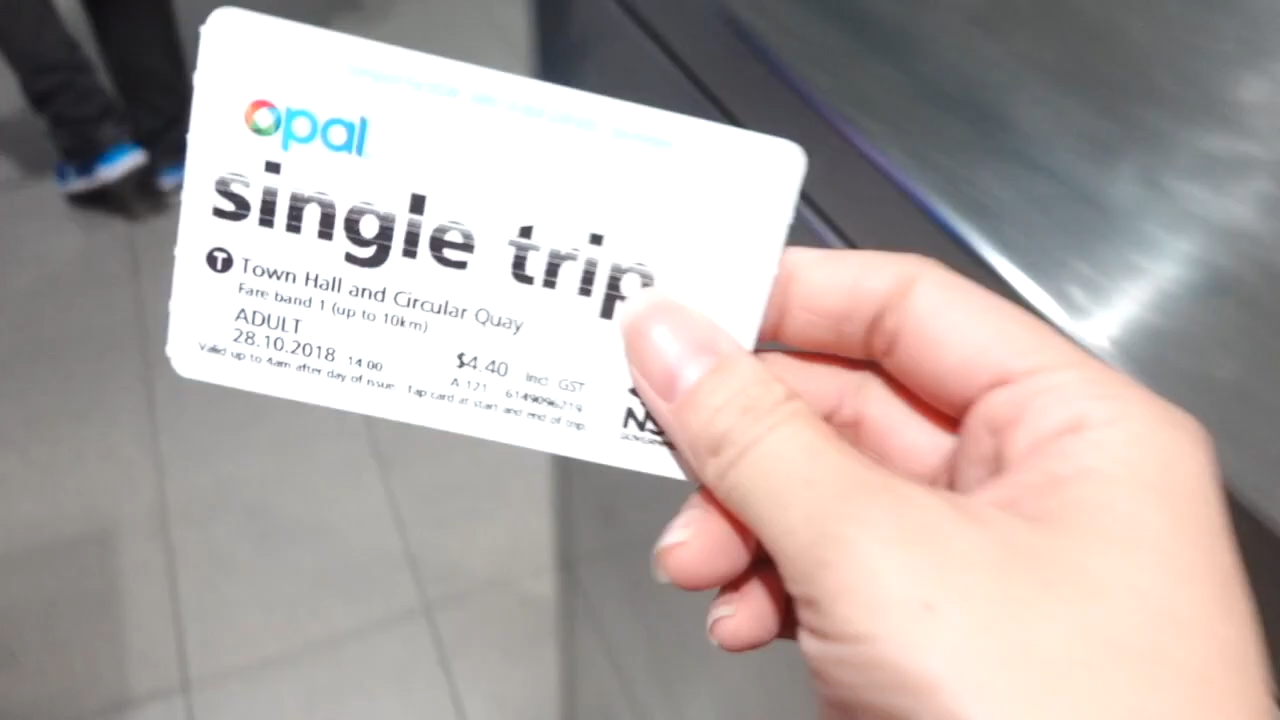 opal
single trip
T Town Hall and Circular Quay
Fare band 1 (up to 10km)
ADULT
28.10.2018 14 00 $4.40 Incl GST
A 121
Valid up to 4am after day of issue Tap card at start and end of trip